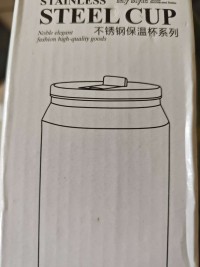 STAINLESS
STEEL CUP
Noble elegant
fashion high-quality goods
不锈钢保温杯系列